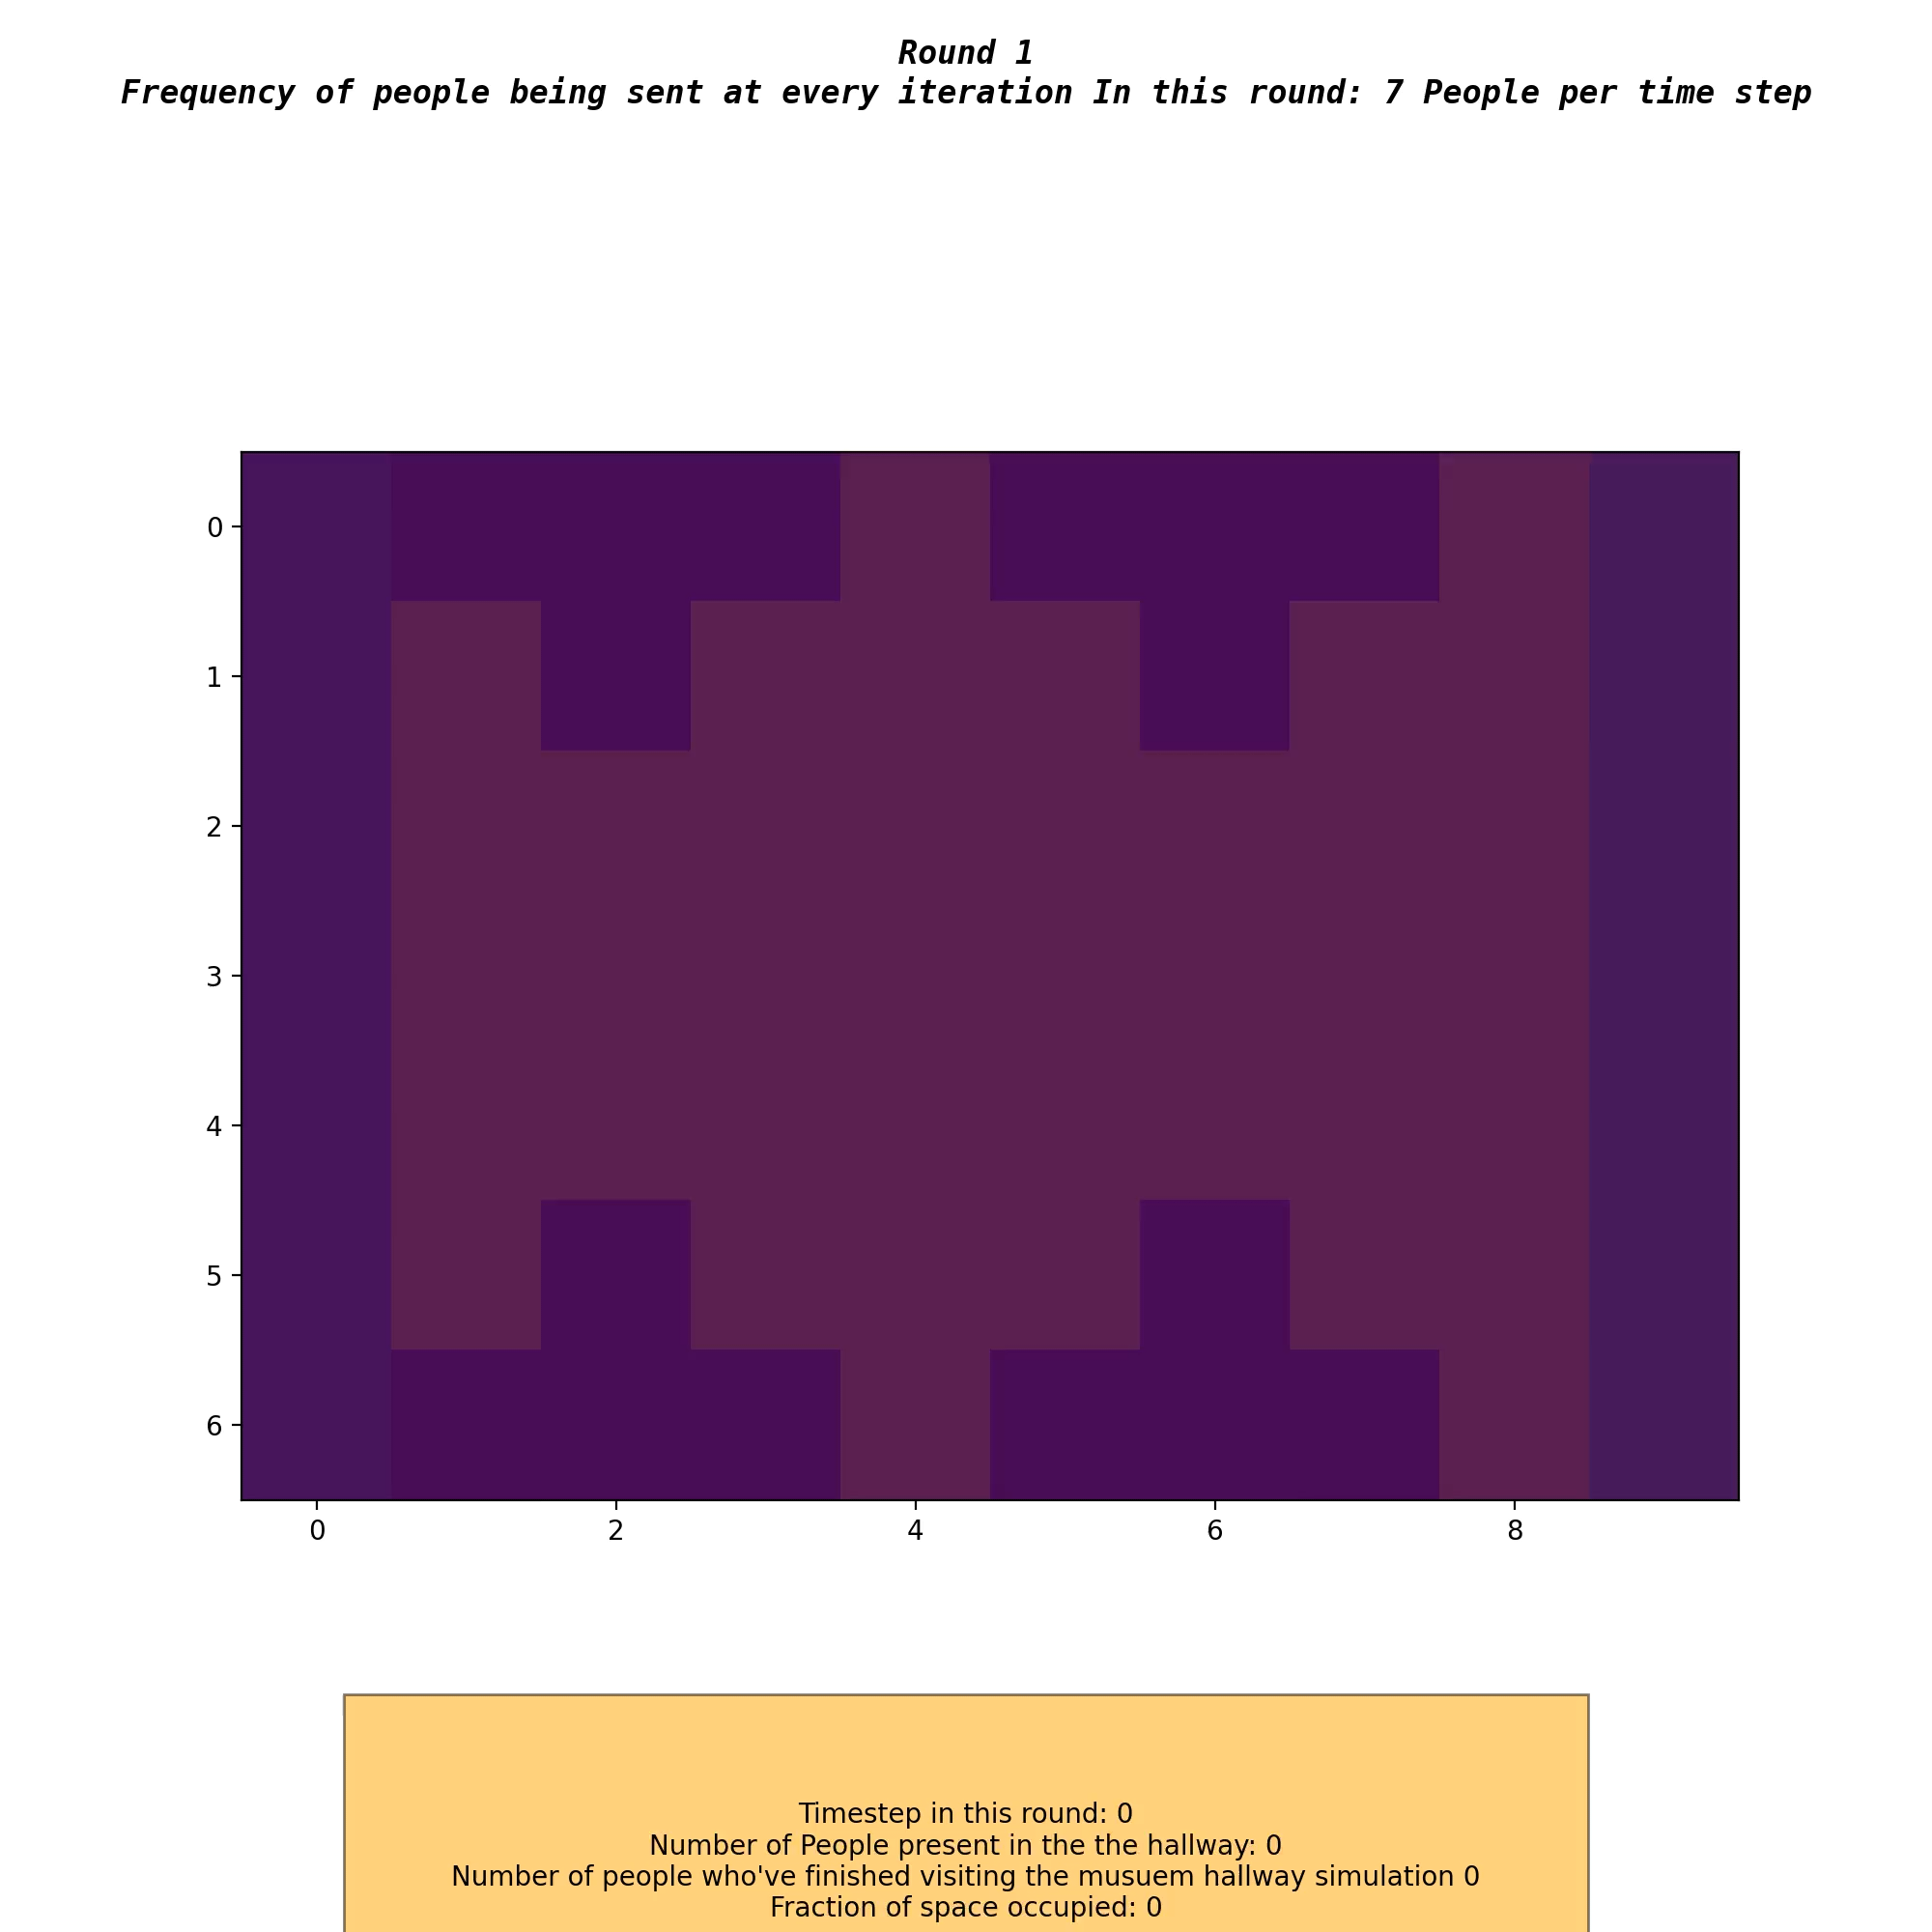 Round 1
Frequency of people being sent at every iteration In this round: 7 People per time step
0
1
2
3
4
5
6
0 2 4 6 8
Timestep in this round: 0
Number of People present in the the hallway: 0
Number of people who've finished visiting the musuem hallway simulation 0
Fraction of space occupied: 0